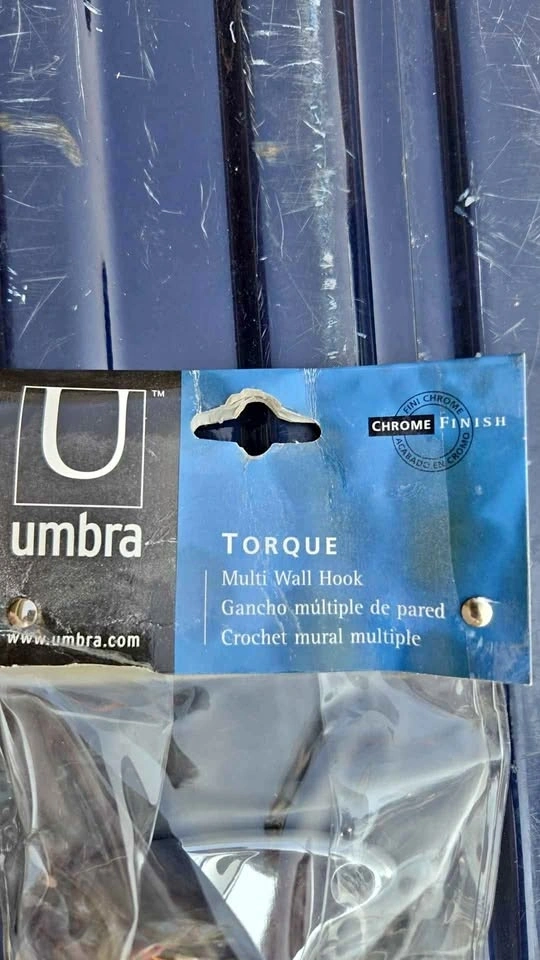 U™
umbra
www.umbra.com
FINI CHROME
CHROME FINISH
ACABADO EN CROMO
TORQUE
Multi Wall Hook
Gancho múltiple de pared
Crochet mural multiple